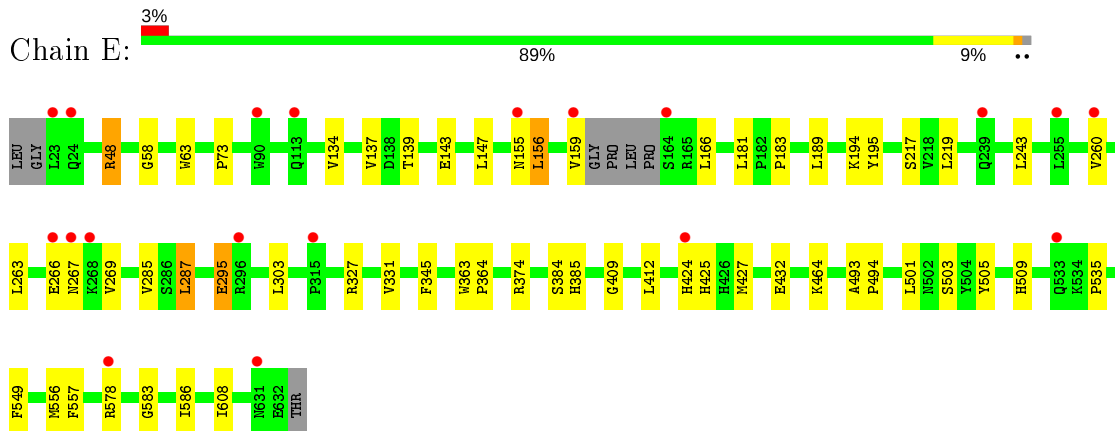 3%
Chain E:
89%
9%
LEU GLY L23 Q24 R48 G58 W63 P73 W90 Q113 V134 V137 D138 T139 E143 L147 N155 L156 V159 GLY PRO LEU PRO S164 R165 L166 L181 P182 P183 L189 K194 Y195 S217 V218 L219 Q239 L243 L255 V260
L263 E266 N267 K268 V269 V285 S286 L287 E295 R296 L303 P315 R327 V331 F345 W363 P364 R374 S384 H385 G409 L412 H424 H425 H426 M427 E432 K464 A493 P494 L501 N502 S503 Y504 Y505 H509 Q533 K534 P535
F549 M556 F557 R578 G583 I586 I608 N631 E632 THR